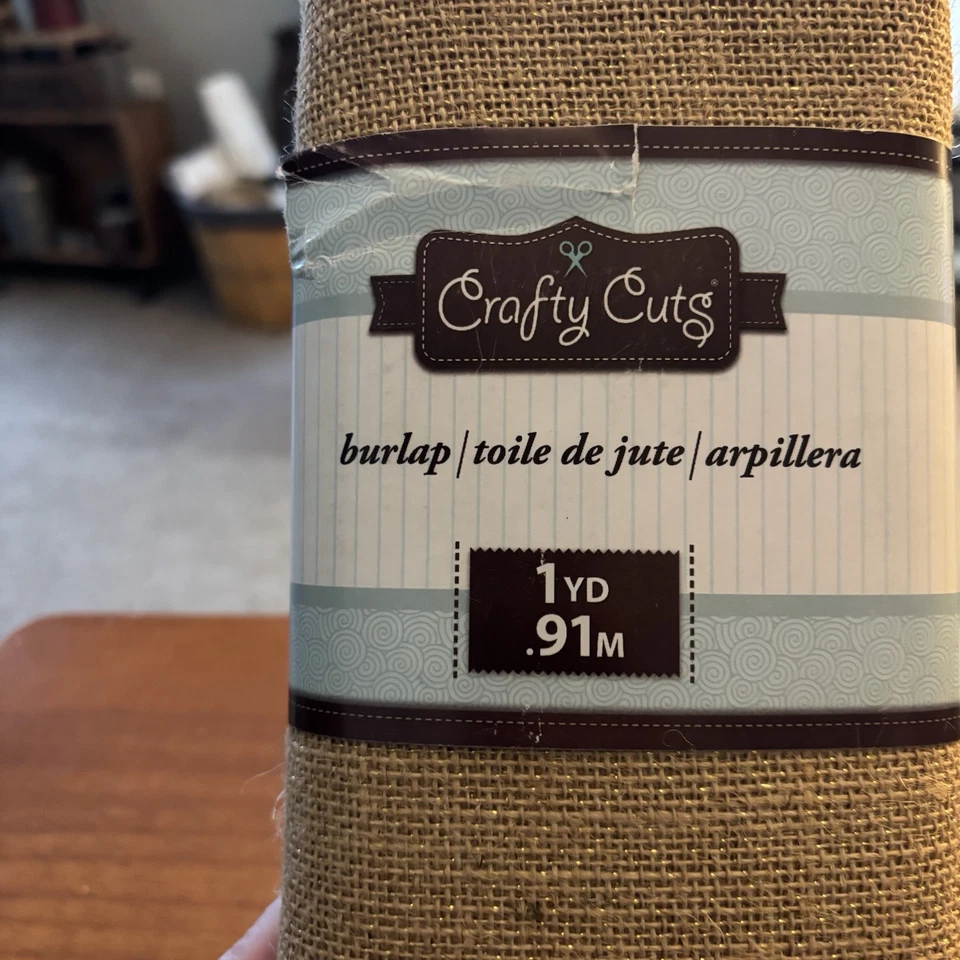 Crafty Cuts®
burlap | toile de jute | arpillera
1 YD
.91 M